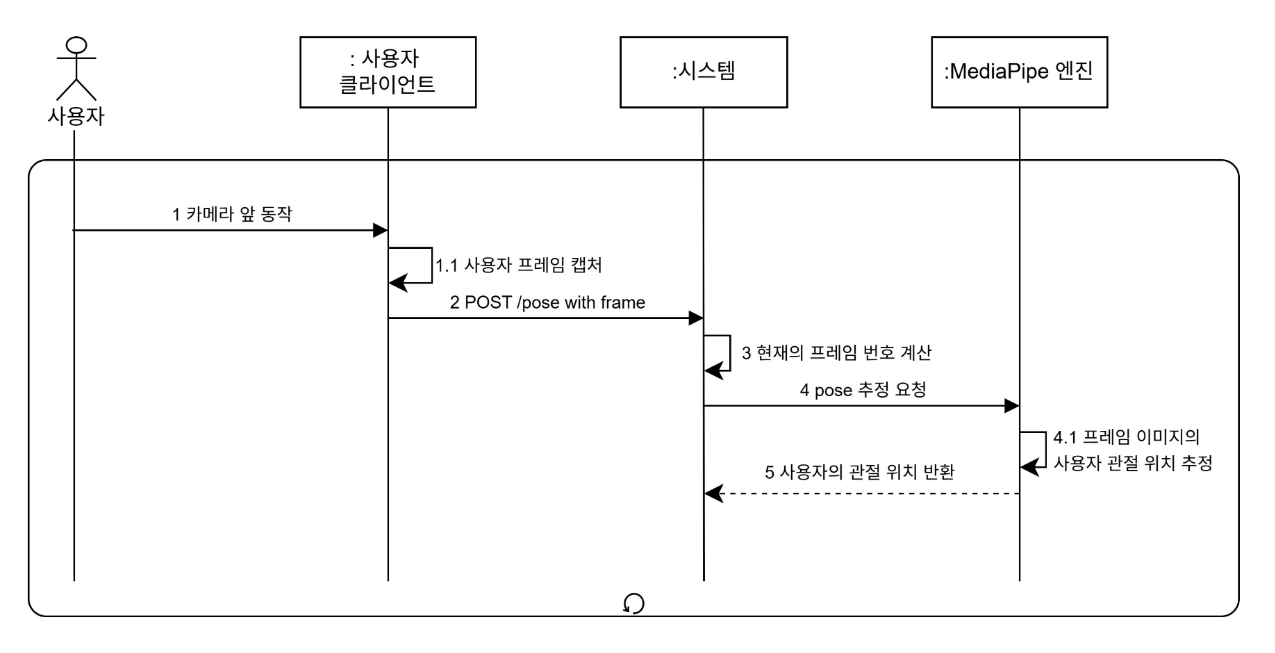 사용자
: 사용자
클라이언트
:시스템
:MediaPipe 엔진
1 카메라 앞 동작
1.1 사용자 프레임 캡처
2 POST /pose with frame
3 현재의 프레임 번호 계산
4 pose 추정 요청
4.1 프레임 이미지의
사용자 관절 위치 추정
5 사용자의 관절 위치 반환